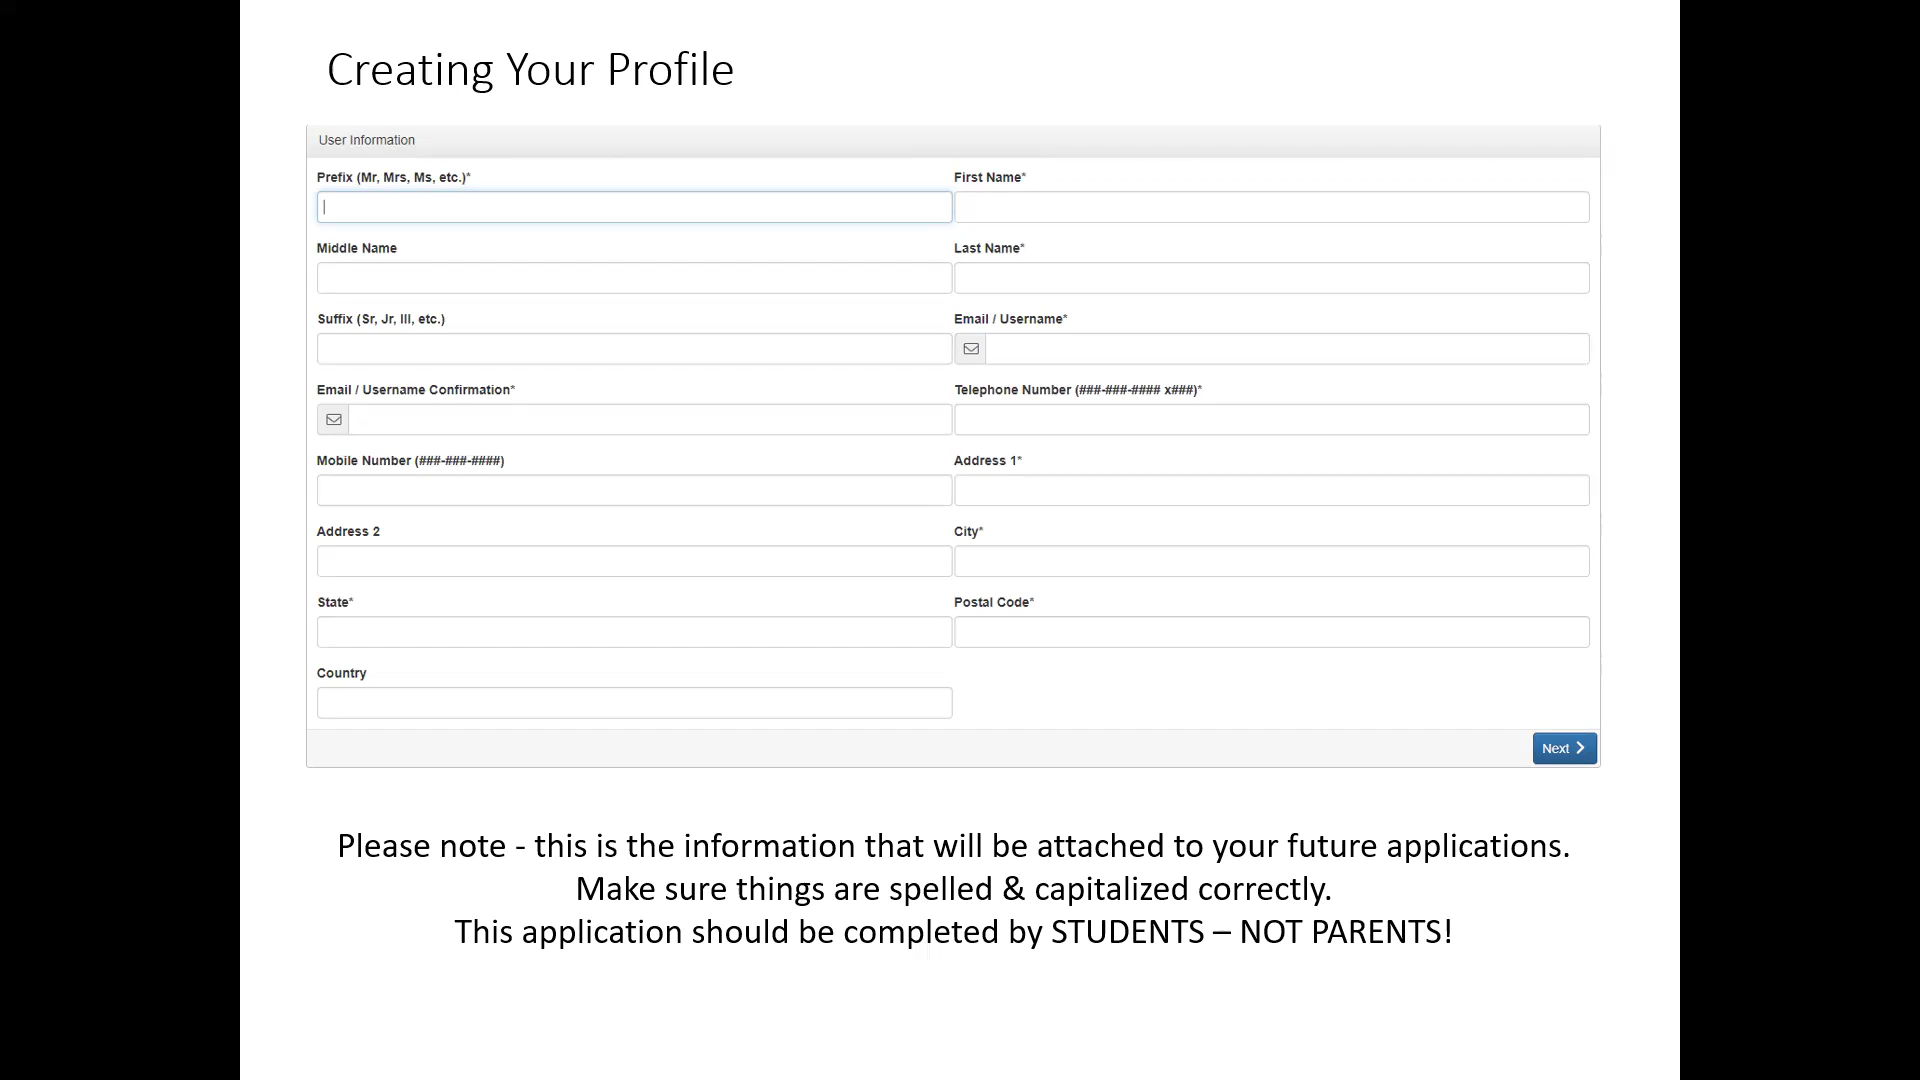 Creating Your Profile
User Information
Prefix (Mr, Mrs, Ms, etc.)*
First Name*
Middle Name
Last Name*
Suffix (Sr, Jr, III, etc.)
Email / Username*
Email / Username Confirmation*
Telephone Number (###-###-#### x###)*
Mobile Number (###-###-####)
Address 1*
Address 2
City*
State*
Postal Code*
Country
Next
Please note - this is the information that will be attached to your future applications.
Make sure things are spelled & capitalized correctly.
This application should be completed by STUDENTS – NOT PARENTS!